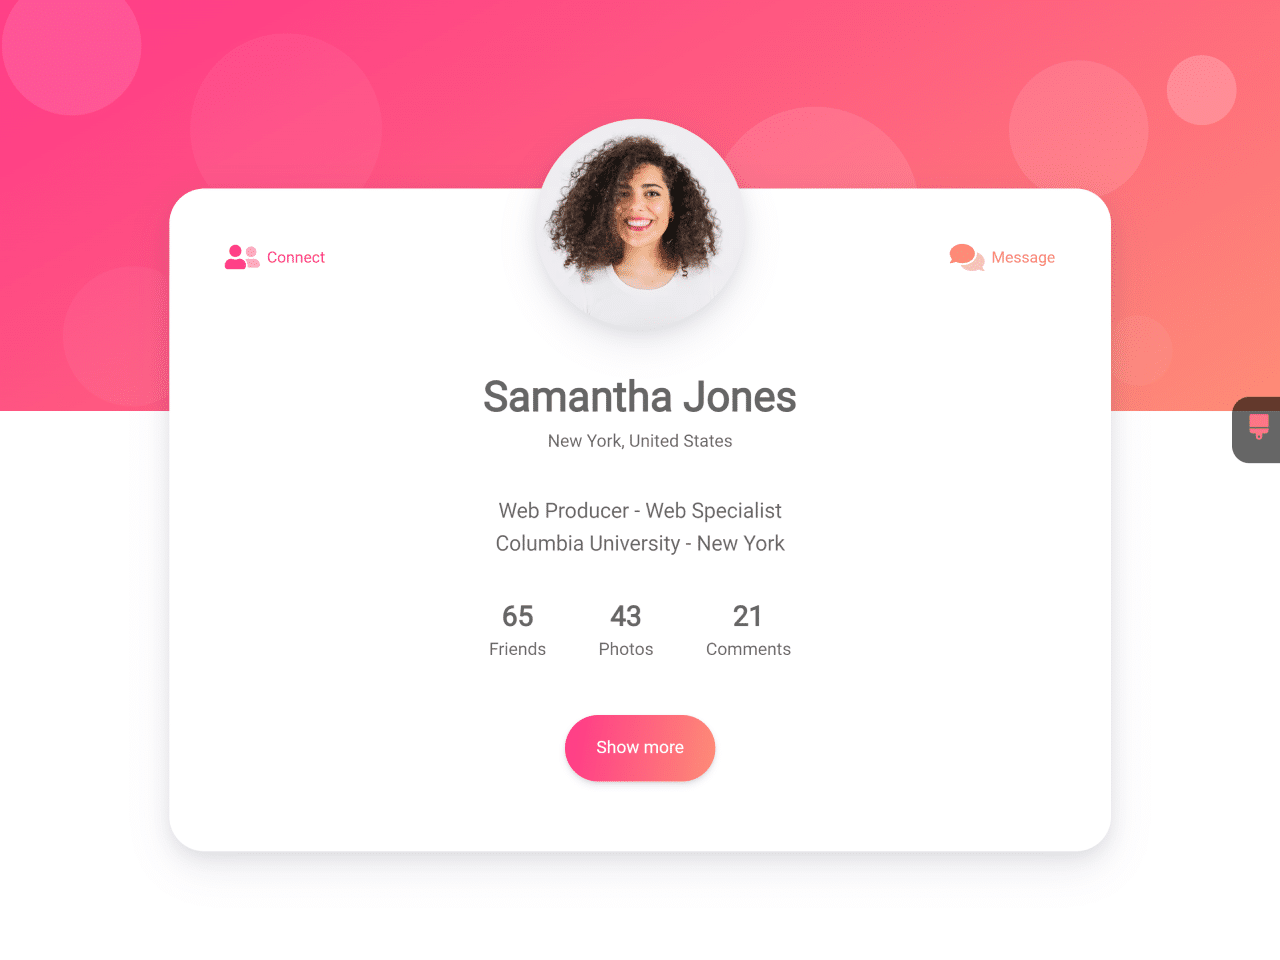 Connect
Message
Samantha Jones
New York, United States
Web Producer - Web Specialist
Columbia University - New York
65 43 21
Friends Photos Comments
Show more